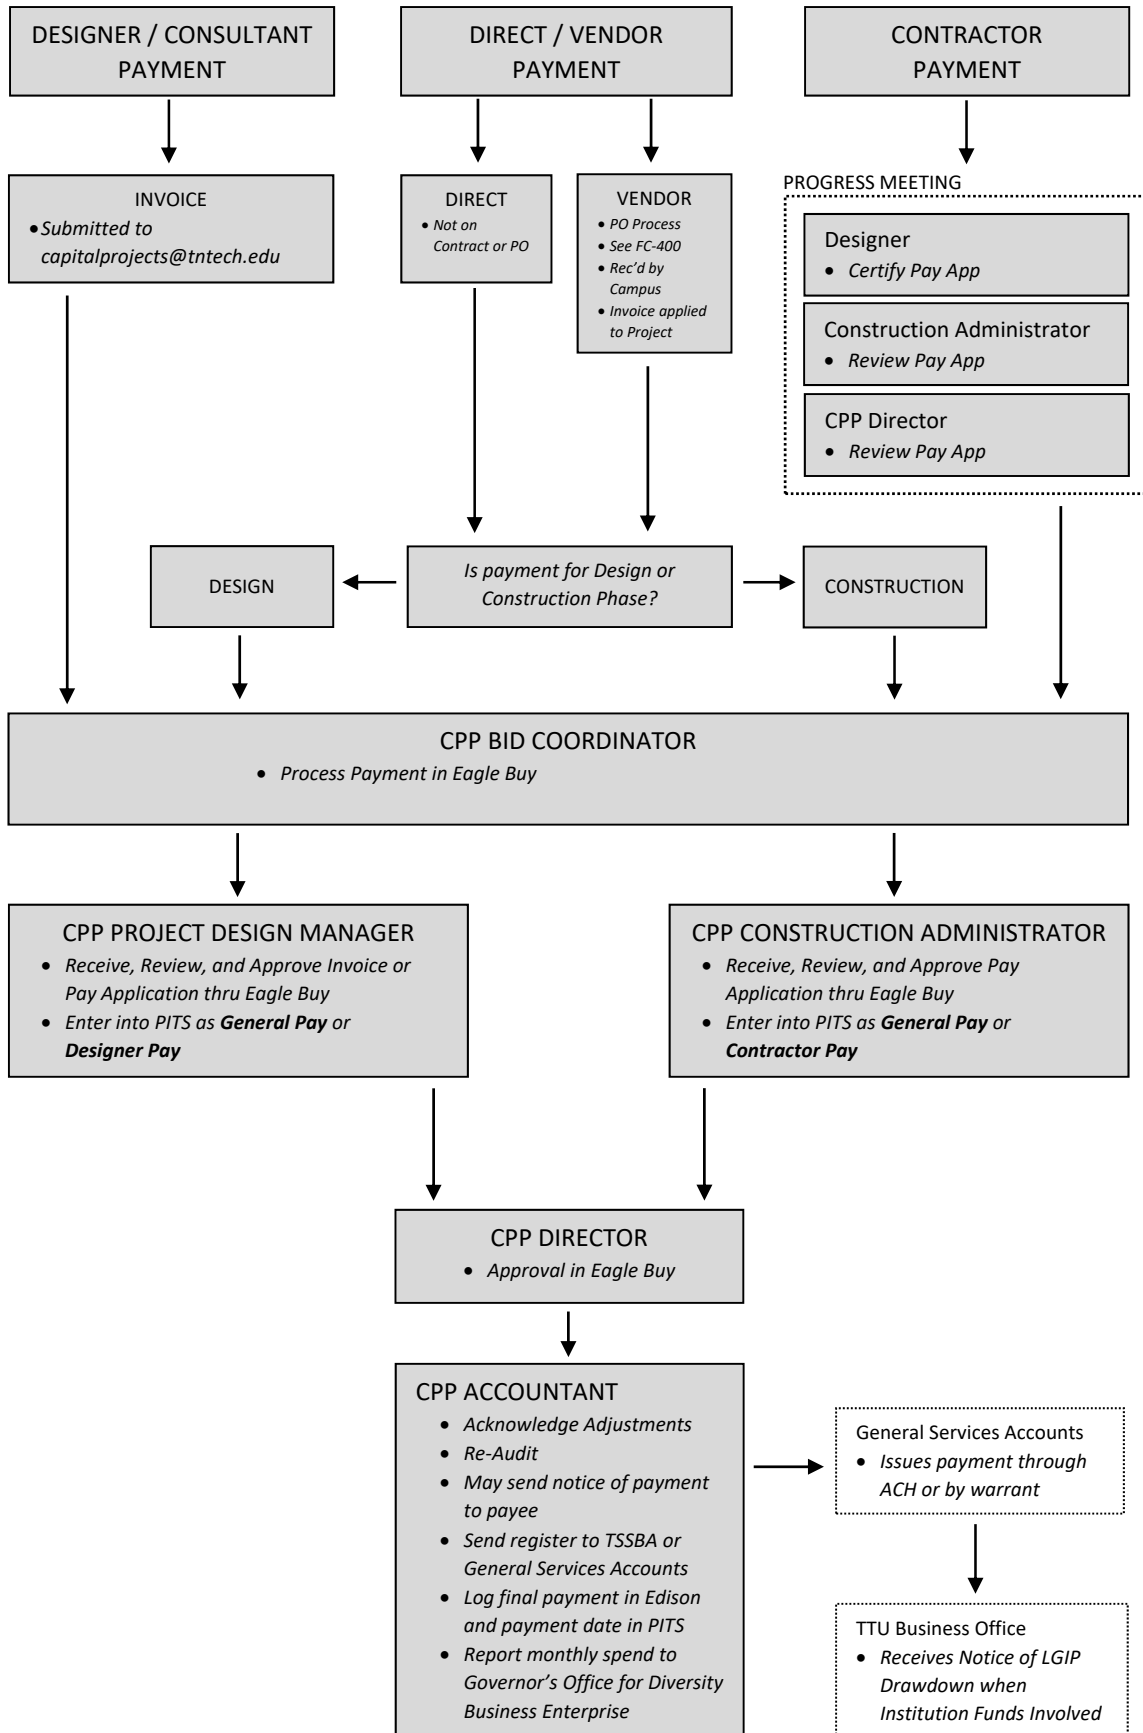 DESIGNER / CONSULTANT
PAYMENT
DIRECT / VENDOR
PAYMENT
CONTRACTOR
PAYMENT
INVOICE
• Submitted to
capitalprojects@tntech.edu
DIRECT
• Not on
Contract or PO
VENDOR
• PO Process
• See FC-400
• Rec'd by
Campus
• Invoice applied
to Project
PROGRESS MEETING
Designer
• Certify Pay App
Construction Administrator
• Review Pay App
CPP Director
• Review Pay App
DESIGN
Is payment for Design or
Construction Phase?
CONSTRUCTION
CPP BID COORDINATOR
• Process Payment in Eagle Buy
CPP PROJECT DESIGN MANAGER
• Receive, Review, and Approve Invoice or
Pay Application thru Eagle Buy
• Enter into PITS as General Pay or
Designer Pay
CPP CONSTRUCTION ADMINISTRATOR
• Receive, Review, and Approve Pay
Application thru Eagle Buy
• Enter into PITS as General Pay or
Contractor Pay
CPP DIRECTOR
• Approval in Eagle Buy
CPP ACCOUNTANT
• Acknowledge Adjustments
• Re-Audit
• May send notice of payment
to payee
• Send register to TSSBA or
General Services Accounts
• Log final payment in Edison
and payment date in PITS
• Report monthly spend to
Governor's Office for Diversity
Business Enterprise
General Services Accounts
• Issues payment through
ACH or by warrant
TTU Business Office
• Receives Notice of LGIP
Drawdown when
Institution Funds Involved